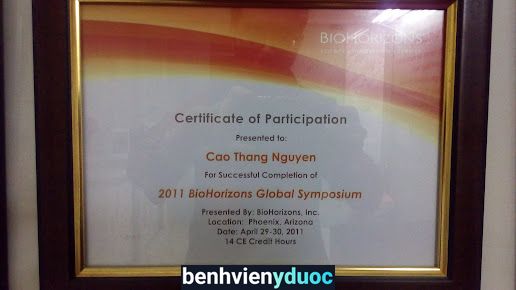 BIOHORIZONS
Certificate of Participation
Presented to:
Cao Thang Nguyen
For Successful Completion of
2011 BioHorizons Global Symposium
Presented By: BioHorizons, Inc.
Location: Phoenix, Arizona
Date: April 29-30, 2011
14 CE Credit Hours
benhvienyduoc